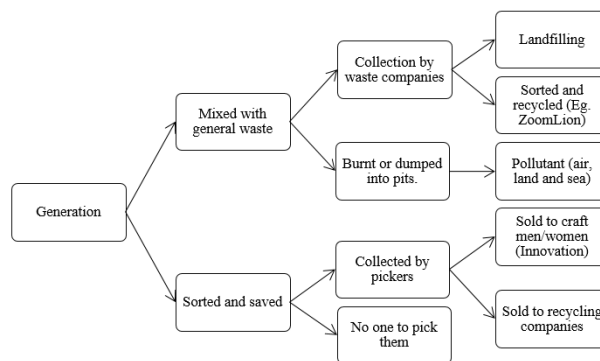 Landfilling
Collection by
waste companies
Sorted and
recycled (Eg.
ZoomLion)
Mixed with
general waste
Burnt or dumped
into pits.
Pollutant (air,
land and sea)
Generation
Sold to craft
men/women
(Innovation)
Collected by
pickers
Sorted and saved
Sold to recycling
companies
No one to pick
them